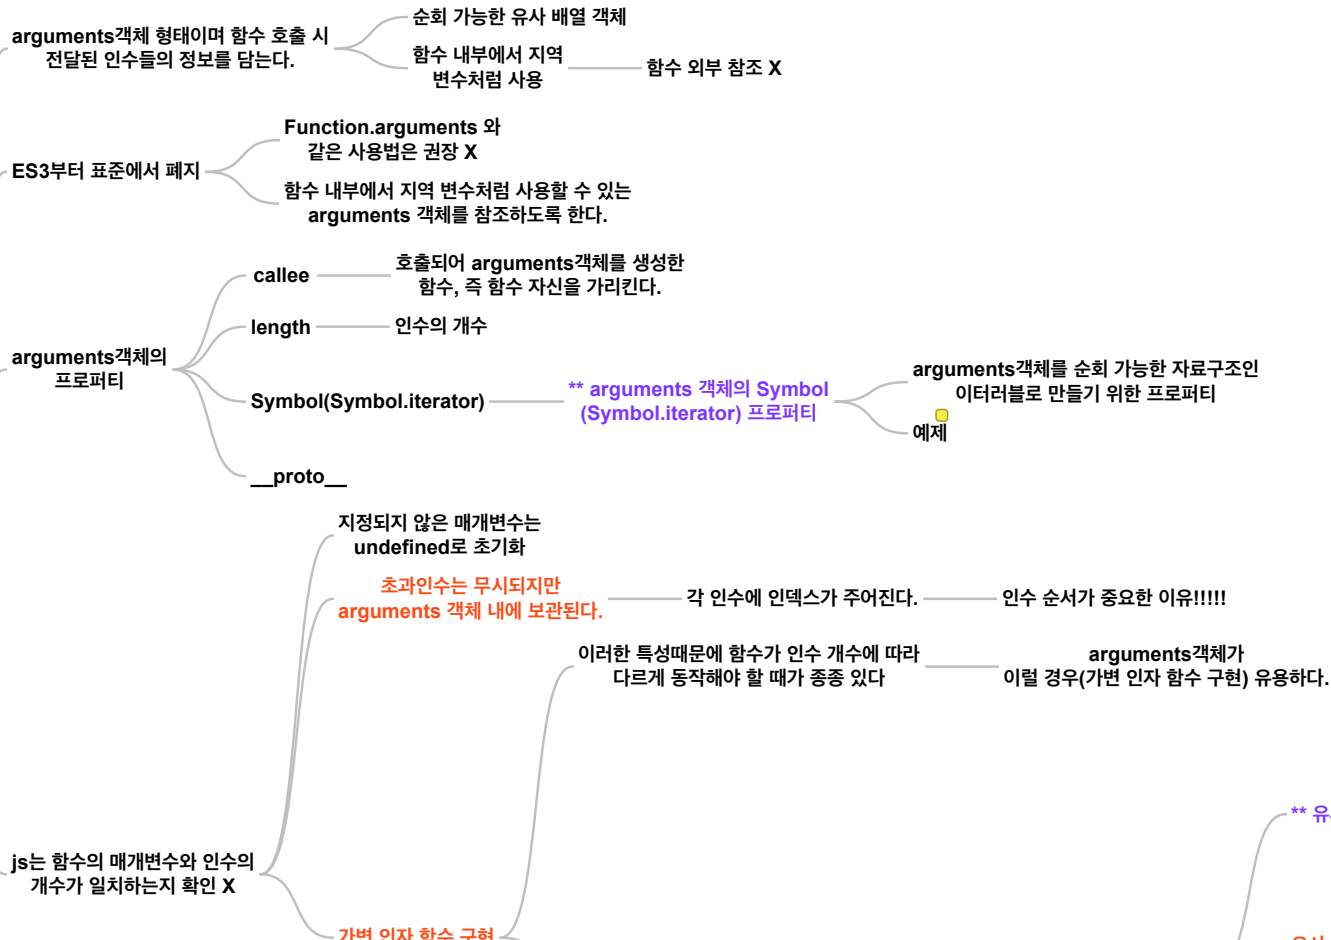 arguments객체 형태이며 함수 호출 시
전달된 인수들의 정보를 담는다.
순회 가능한 유사 배열 객체
함수 내부에서 지역
변수처럼 사용
함수 외부 참조 X
ES3부터 표준에서 폐지
Function.arguments 와
같은 사용법은 권장 X
함수 내부에서 지역 변수처럼 사용할 수 있는
arguments 객체를 참조하도록 한다.
arguments객체의
프로퍼티
callee
호출되어 arguments객체를 생성한
함수, 즉 함수 자신을 가리킨다.
length
인수의 개수
Symbol(Symbol.iterator)
** arguments 객체의 Symbol
(Symbol.iterator) 프로퍼티
arguments객체를 순회 가능한 자료구조인
이터러블로 만들기 위한 프로퍼티
예제
__proto__
js는 함수의 매개변수와 인수의
개수가 일치하는지 확인 X
지정되지 않은 매개변수는
undefined로 초기화
초과인수는 무시되지만
arguments 객체 내에 보관된다.
각 인수에 인덱스가 주어진다.
인수 순서가 중요한 이유!!!!!
가변 인자 함수 구현
이러한 특성때문에 함수가 인수 개수에 따라
다르게 동작해야 할 때가 종종 있다
arguments객체가
이럴 경우(가변 인자 함수 구현) 유용하다.
** 유